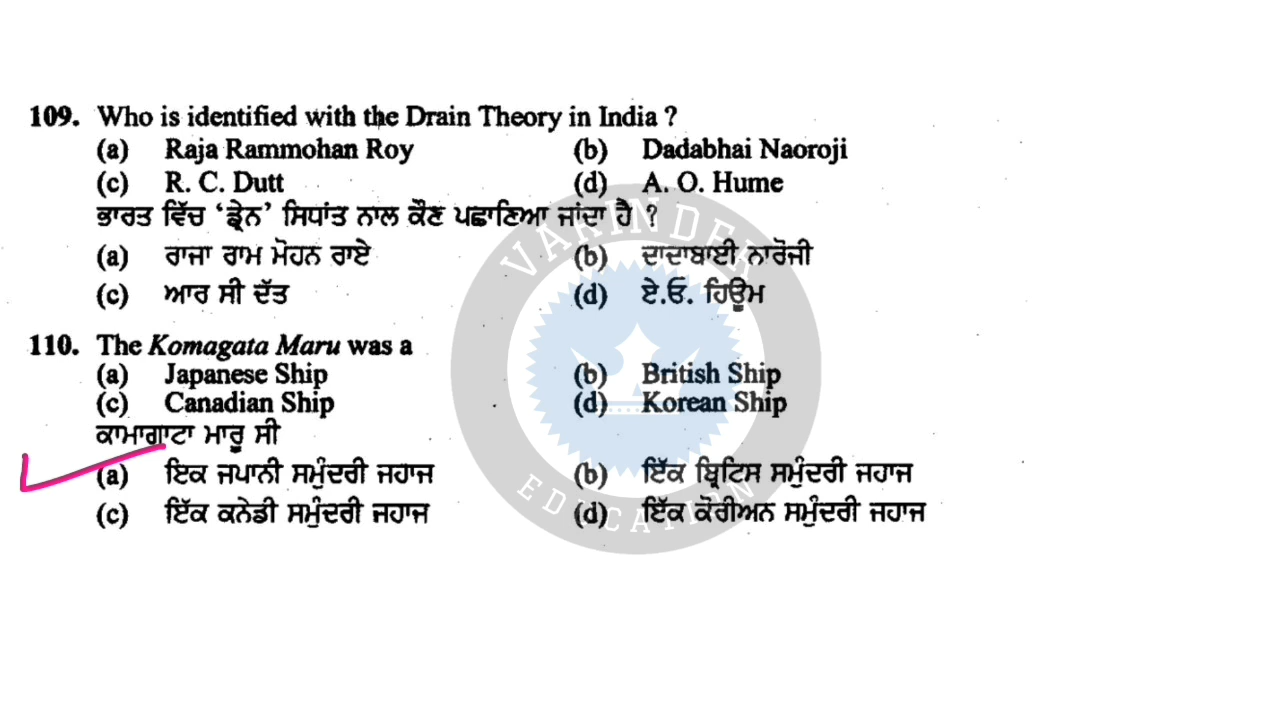 109. Who is identified with the Drain Theory in India ?
(a) Raja Rammohan Roy (b) Dadabhai Naoroji
(c) R. C. Dutt (d) A. O. Hume
ਭਾਰਤ ਵਿੱਚ ‘ਡ੍ਰੇਨ’ ਸਿਧਾਂਤ ਨਾਲ ਕੌਣ ਪਛਾਣਿਆ ਜਾਂਦਾ ਹੈ ?
(a) ਰਾਜਾ ਰਾਮ ਮੋਹਨ ਰਾਏ (b) ਦਾਦਾਬਾਈ ਨਾਰੋਜੀ
(c) ਆਰ ਸੀ ਦੱਤ (d) ਏ.ਓ. ਹਿਊਮ
110. The Komagata Maru was a
(a) Japanese Ship (b) British Ship
(c) Canadian Ship (d) Korean Ship
ਕਾਮਾਗਾਟਾ ਮਾਰੂ ਸੀ
(a) ਇਕ ਜਪਾਨੀ ਸਮੁੰਦਰੀ ਜਹਾਜ (b) ਇੱਕ ਬ੍ਰਿਟਿਸ ਸਮੁੰਦਰੀ ਜਹਾਜ
(c) ਇੱਕ ਕਨੇਡੀ ਸਮੁੰਦਰੀ ਜਹਾਜ (d) ਇੱਕ ਕੋਰੀਅਨ ਸਮੁੰਦਰੀ ਜਹਾਜ
VARINDER
EDUCATION